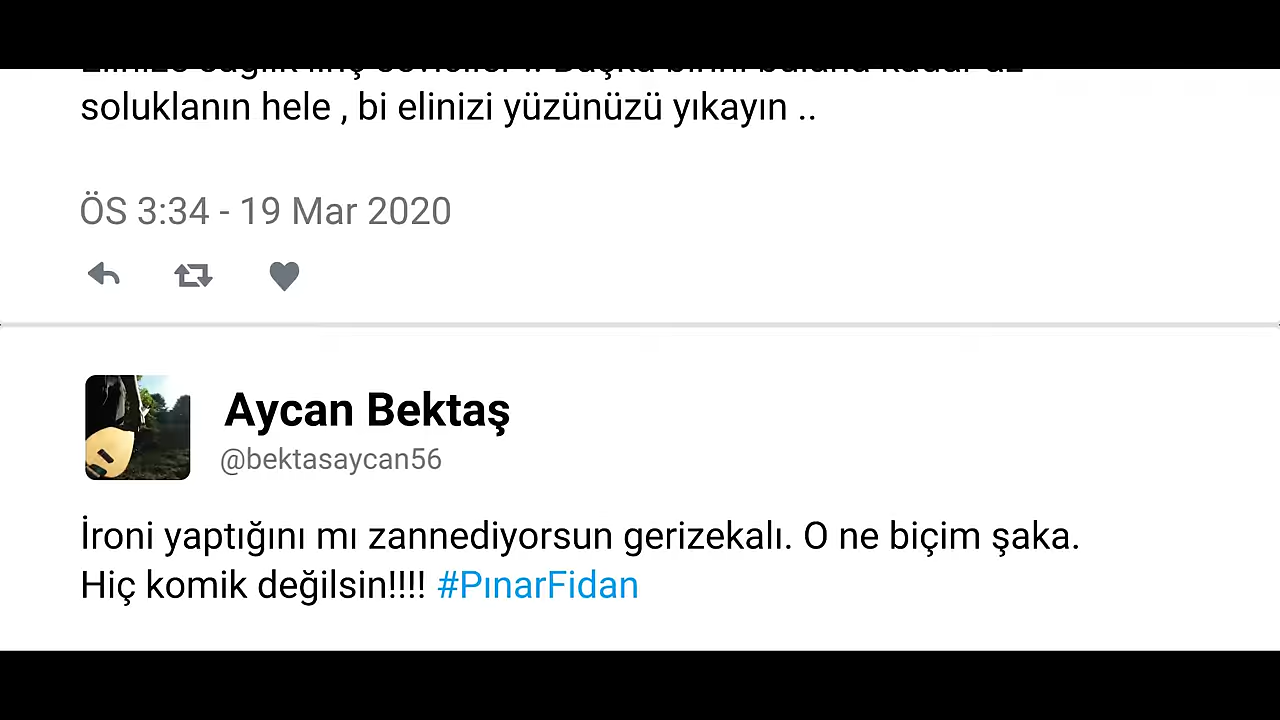 soluklanın hele , bi elinizi yüzünüzü yıkayın ..
ÖS 3:34 - 19 Mar 2020
Aycan Bektaş
@bektasaycan56
İroni yaptığını mı zannediyorsun gerizekalı. O ne biçim şaka.
Hiç komik değilsin!!!! #PınarFidan